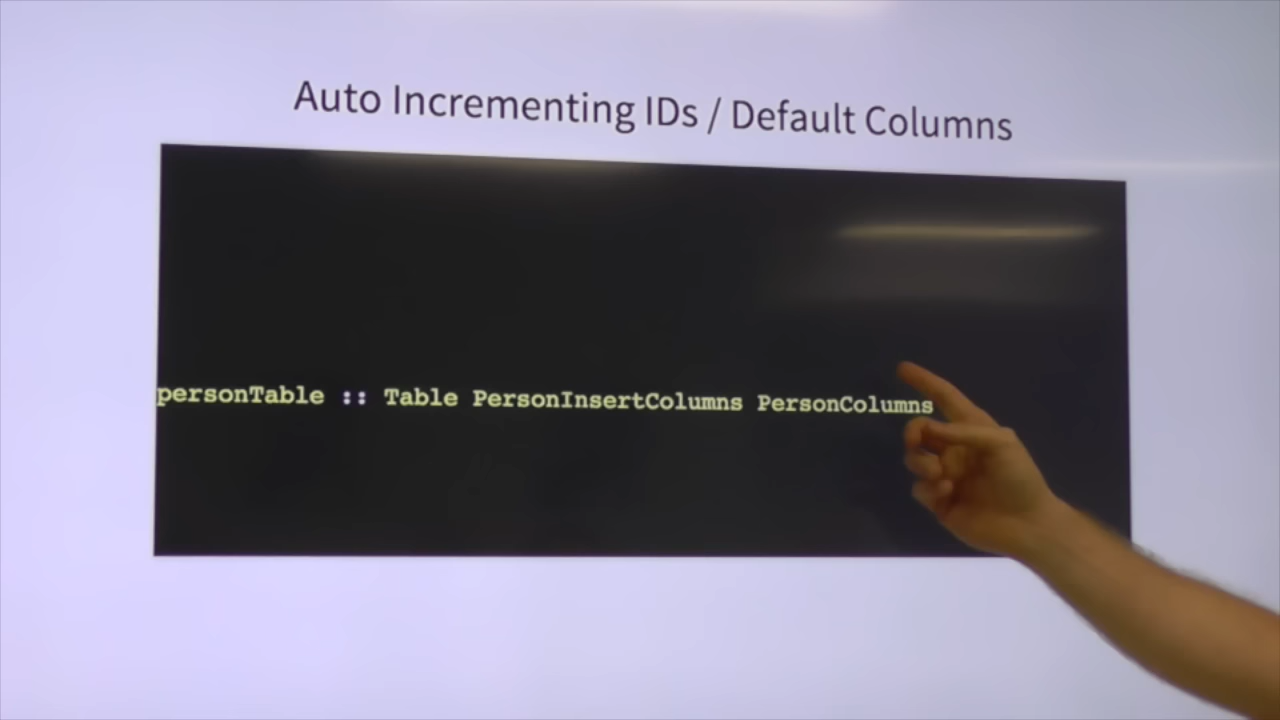 Auto Incrementing IDs / Default Columns
personTable :: Table PersonInsertColumns PersonColumns